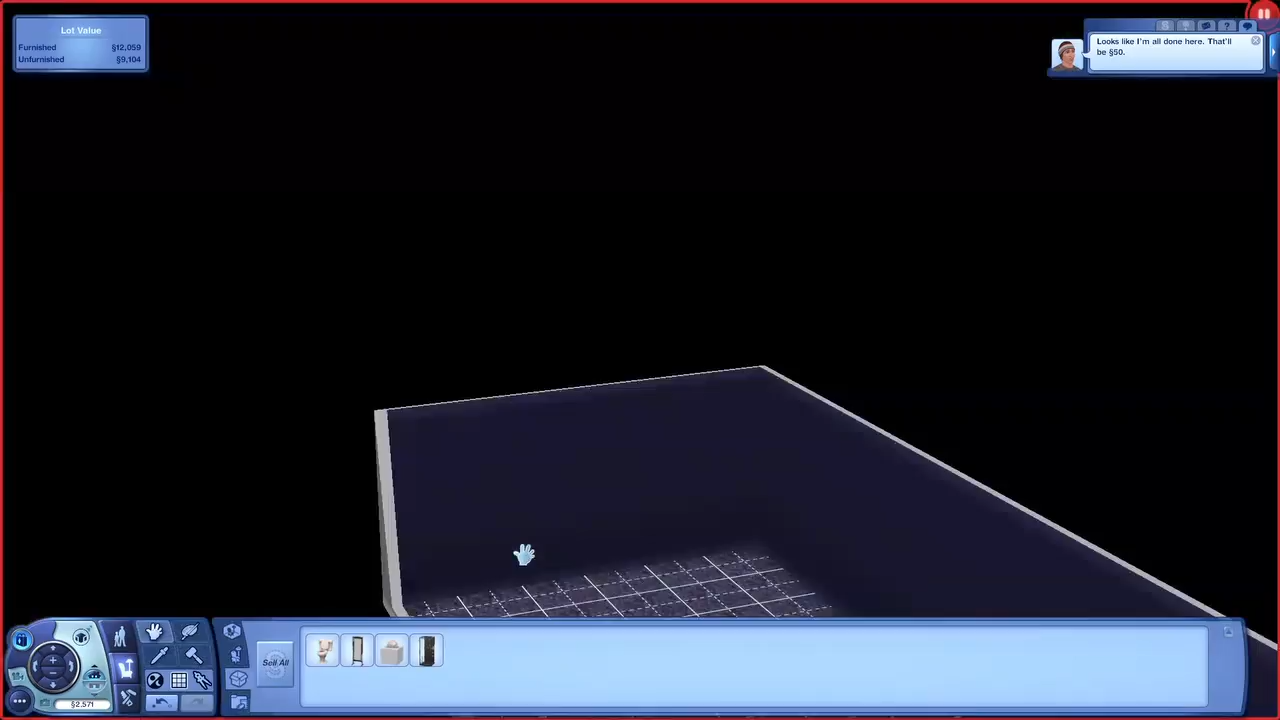 Lot Value
Furnished §12,059
Unfurnished §9,104
Looks like I'm all done here. That'll
be §50.
Sell All
§2,571